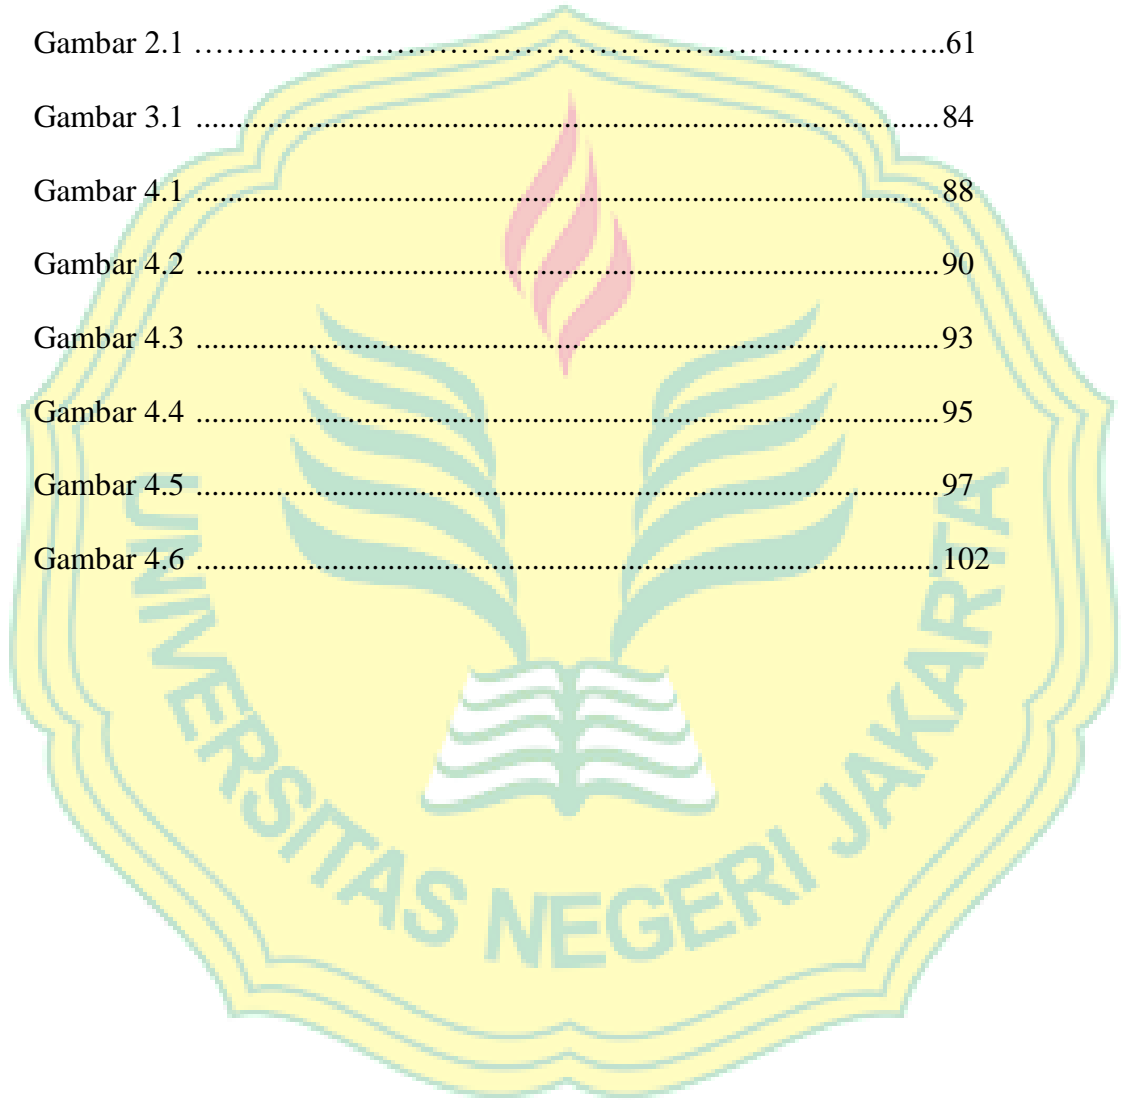 Gambar 2.1 …………………………………………………………………………..61
Gambar 3.1 ............................................................................................84
Gambar 4.1 ............................................................................................88
Gambar 4.2 ............................................................................................90
Gambar 4.3 ............................................................................................93
Gambar 4.4 ............................................................................................95
Gambar 4.5 ............................................................................................97
Gambar 4.6 ............................................................................................102
UNIVERSITAS NEGERI JAKARTA